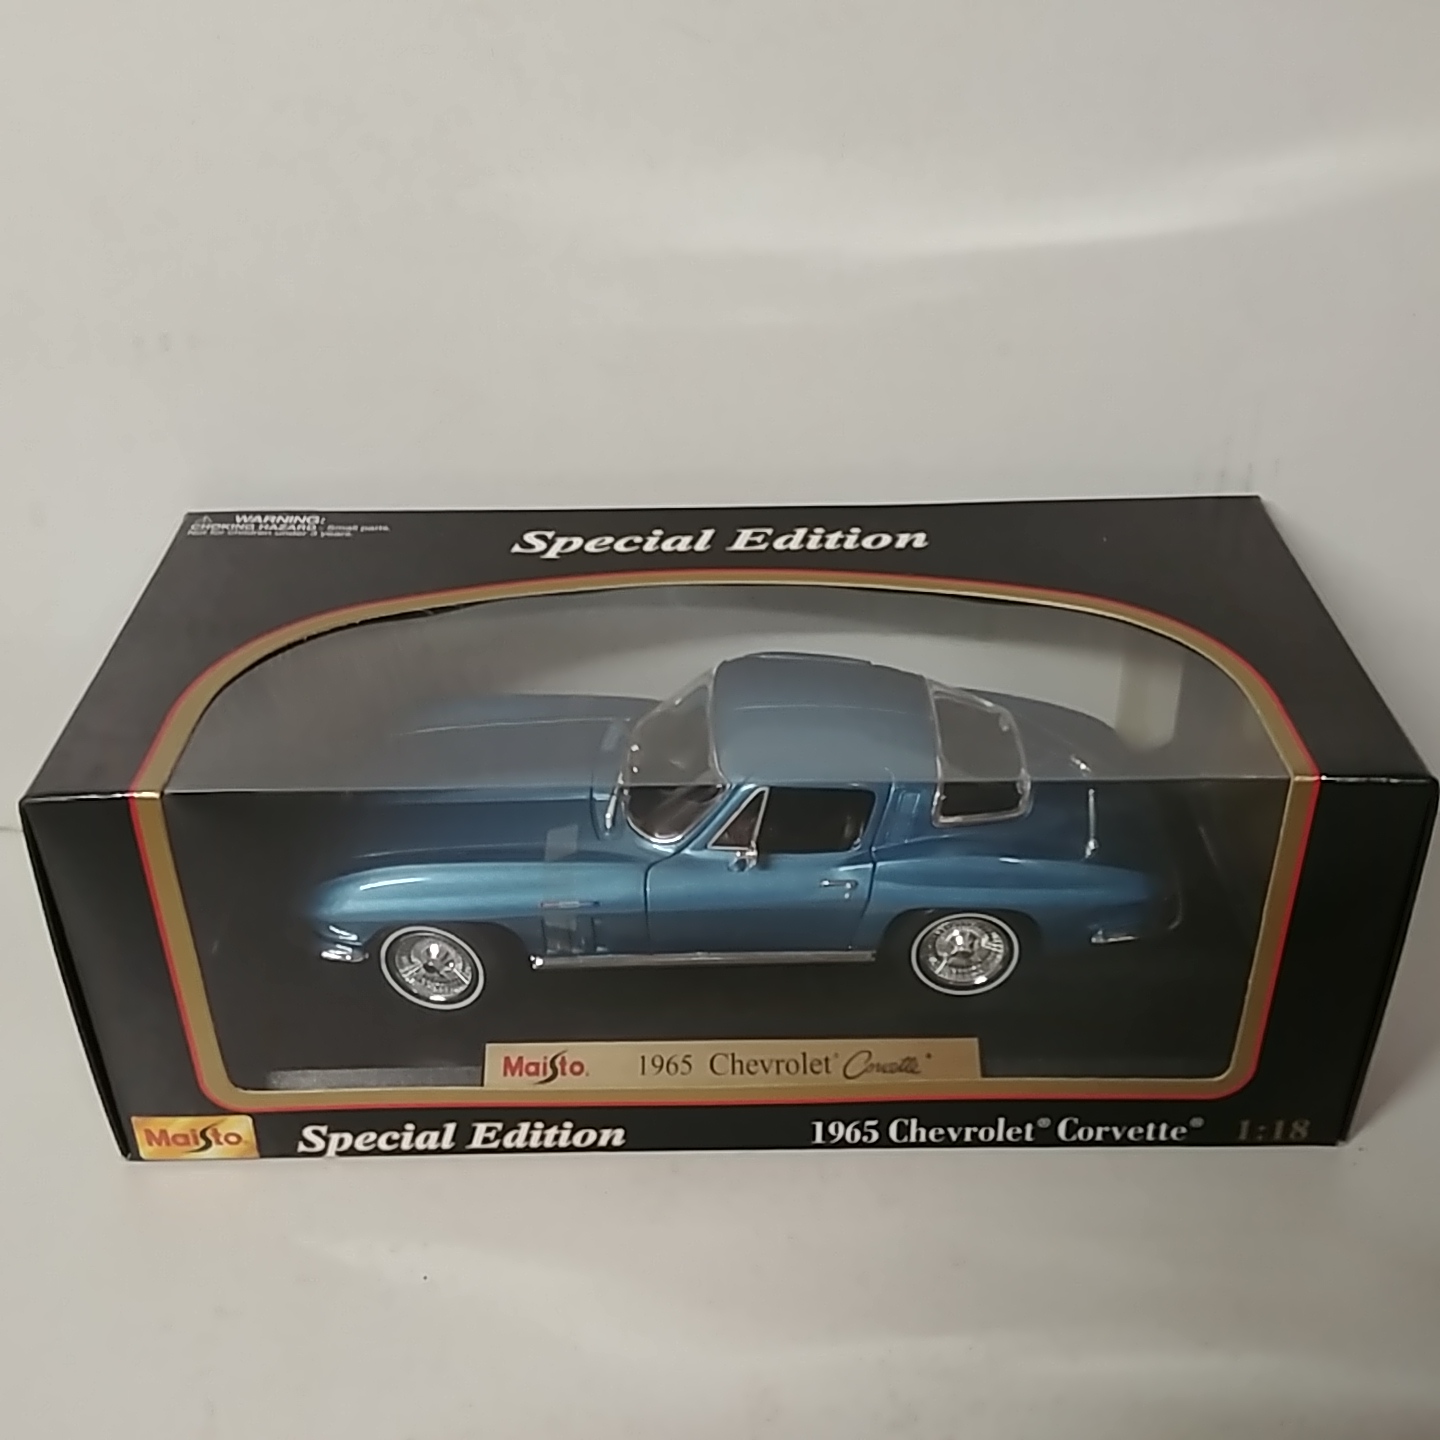 WARNING:
CHOKING HAZARD - Small parts.
Not for children under 3 years.
Special Edition
Maisto. 1965 Chevrolet® Corvette®
Maisto Special Edition 1965 Chevrolet® Corvette® 1:18